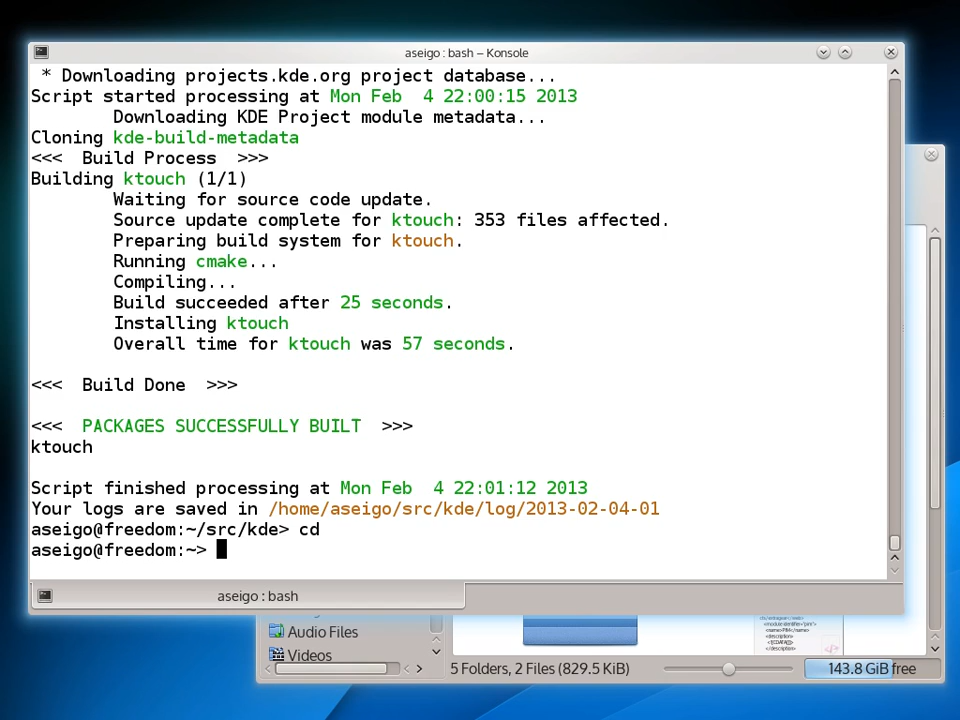 aseigo : bash – Konsole
* Downloading projects.kde.org project database...
Script started processing at Mon Feb  4 22:00:15 2013
Downloading KDE Project module metadata...
Cloning kde-build-metadata
<<<  Build Process  >>>
Building ktouch (1/1)
Waiting for source code update.
Source update complete for ktouch: 353 files affected.
Preparing build system for ktouch.
Running cmake...
Compiling...
Build succeeded after 25 seconds.
Installing ktouch
Overall time for ktouch was 57 seconds.
<<<  Build Done  >>>
<<<  PACKAGES SUCCESSFULLY BUILT  >>>
ktouch
Script finished processing at Mon Feb  4 22:01:12 2013
Your logs are saved in /home/aseigo/src/kde/log/2013-02-04-01
aseigo@freedom:~/src/kde> cd
aseigo@freedom:~>
aseigo : bash
Audio Files
Videos
<name>PIM</name>
<description>
</description>
5 Folders, 2 Files (829.5 KiB)
143.8 GiB free